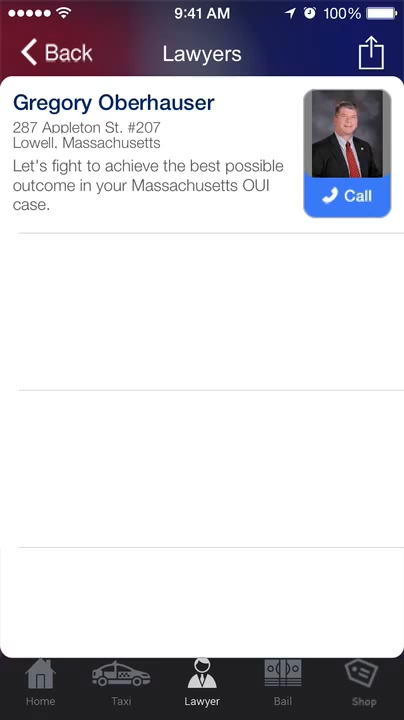 9:41 AM
100%
Back
Lawyers
Gregory Oberhauser
287 Appleton St. #207
Lowell, Massachusetts
Let's fight to achieve the best possible
outcome in your Massachusetts OUI
case.
Call
Home
Taxi
Lawyer
Bail
Shop